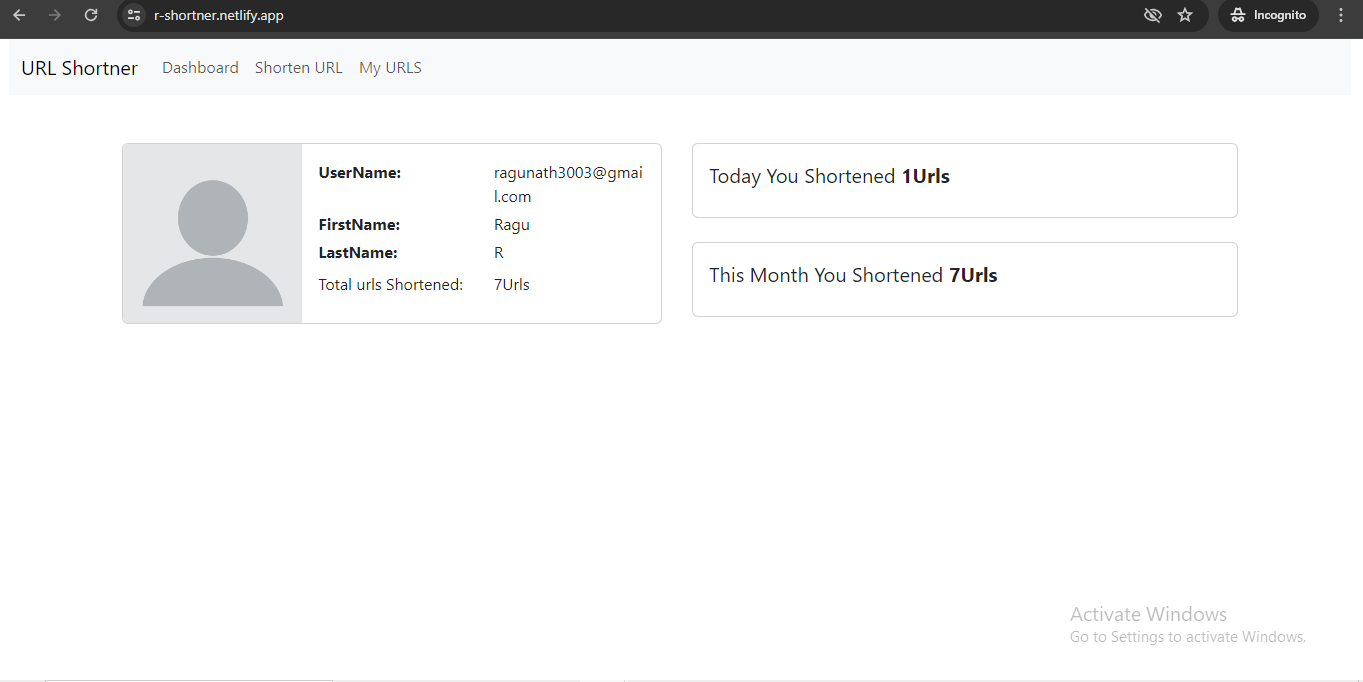 r-shortner.netlify.app
Incognito
URL Shortner Dashboard Shorten URL My URLS
UserName: ragunath3003@gmai
l.com
FirstName: Ragu
LastName: R
Total urls Shortened: 7Urls
Today You Shortened 1Urls
This Month You Shortened 7Urls
Activate Windows
Go to Settings to activate Windows.